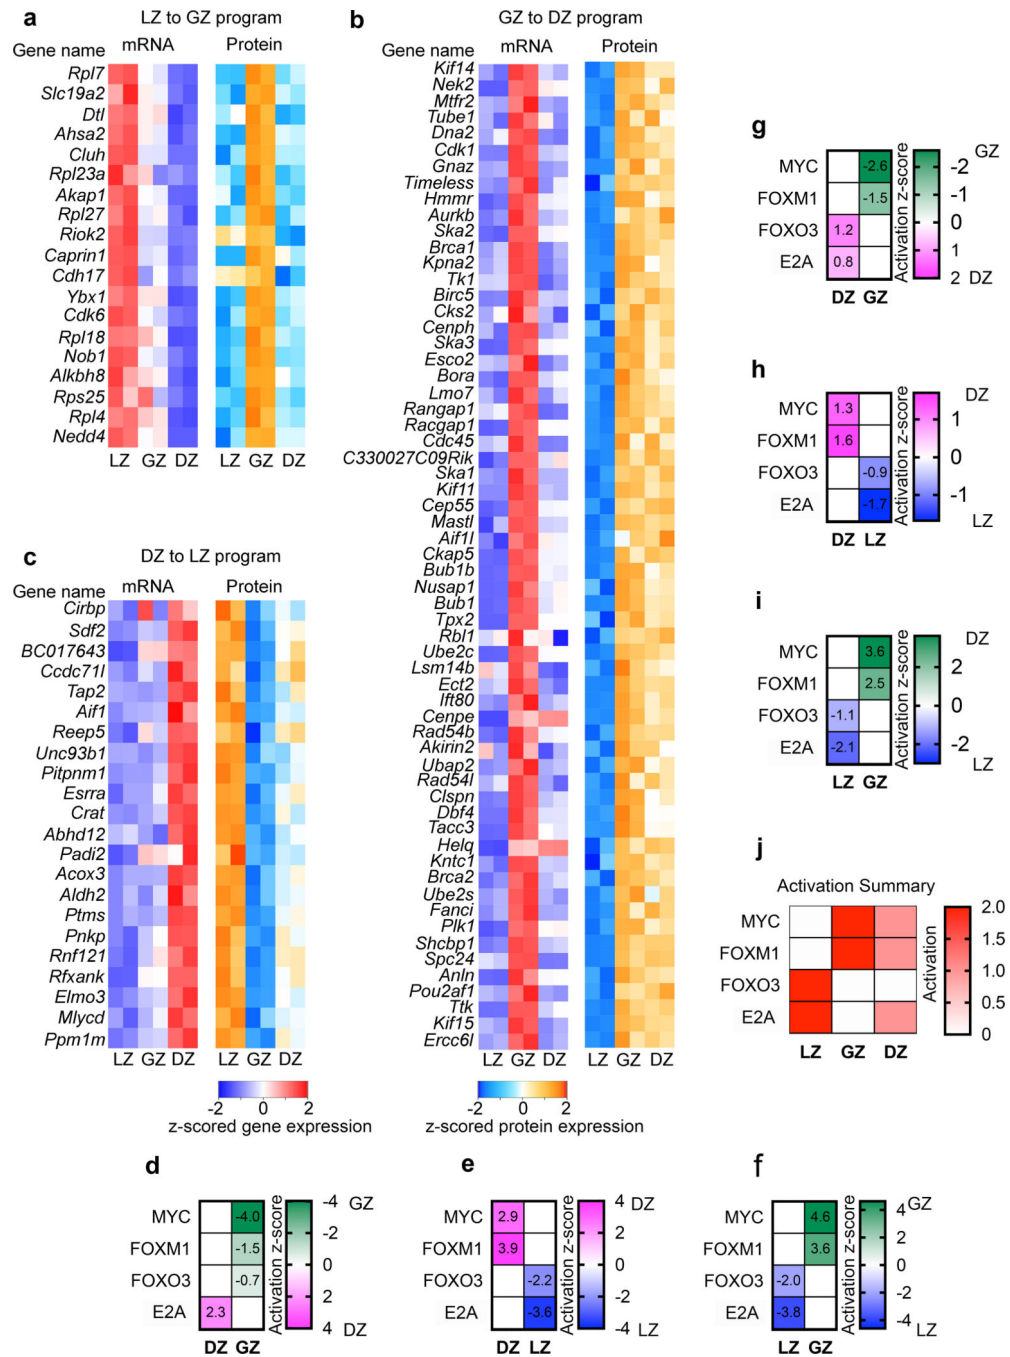 a
LZ to GZ program
Gene name
mRNA
Protein
Rpl7
Slc19a2
Dtl
Ahsa2
Cluh
Rpl23a
Akap1
Rpl27
Riok2
Caprin1
Cdh17
Ybx1
Cdk6
Rpl18
Nob1
Alkbh8
Rps25
Rpl4
Nedd4
LZ GZ DZ LZ GZ DZ
b
GZ to DZ program
Gene name
mRNA
Protein
Kif14
Nek2
Mtfr2
Tube1
Dna2
Cdk1
Gnaz
Timeless
Hmmr
Aurkb
Ska2
Brca1
Kpna2
Tk1
Birc5
Cks2
Cenph
Ska3
Esco2
Bora
Lmo7
Rangap1
Racgap1
Cdc45
C330027C09Rik
Ska1
Kif11
Cep55
Mastl
Aif1l
Ckap5
Bub1b
Nusap1
Bub1
Tpx2
Rbl1
Ube2c
Lsm14b
Ect2
Ift80
Cenpe
Rad54b
Akirin2
Ubap2
Rad54l
Clspn
Dbf4
Tacc3
Helq
Kntc1
Brca2
Ube2s
Fanci
Plk1
Shcbp1
Spc24
Anln
Pou2af1
Ttk
Kif15
Ercc6l
LZ GZ DZ LZ GZ DZ
c
DZ to LZ program
Gene name
mRNA
Protein
Cirbp
Sdf2
BC017643
Ccdc71l
Tap2
Aif1
Reep5
Unc93b1
Pitpnm1
Esrra
Crat
Abhd12
Padi2
Acox3
Aldh2
Ptms
Pnkp
Rnf121
Rfxank
Elmo3
Mlycd
Ppm1m
LZ GZ DZ LZ GZ DZ
-2 0 2
z-scored gene expression
-2 0 2
z-scored protein expression
d
MYC -4.0
FOXM1 -1.5
FOXO3 -0.7
E2A 2.3
DZ GZ
Activation z-score
-4
-2
0
2
4
GZ
DZ
e
MYC 2.9
FOXM1 3.9
FOXO3 -2.2
E2A -3.6
DZ LZ
Activation z-score
4
2
0
-2
-4
DZ
LZ
f
MYC 4.6
FOXM1 3.6
FOXO3 -2.0
E2A -3.8
LZ GZ
Activation z-score
4
2
0
-2
-4
GZ
LZ
g
MYC -2.6
FOXM1 -1.5
FOXO3 1.2
E2A 0.8
DZ GZ
Activation z-score
-2
-1
0
1
2
GZ
DZ
h
MYC 1.3
FOXM1 1.6
FOXO3 -0.9
E2A -1.7
DZ LZ
Activation z-score
1
0
-1
DZ
LZ
i
MYC 3.6
FOXM1 2.5
FOXO3 -1.1
E2A -2.1
LZ GZ
Activation z-score
2
0
-2
DZ
LZ
j
Activation Summary
MYC
FOXM1
FOXO3
E2A
LZ GZ DZ
Activation
2.0
1.5
1.0
0.5
0